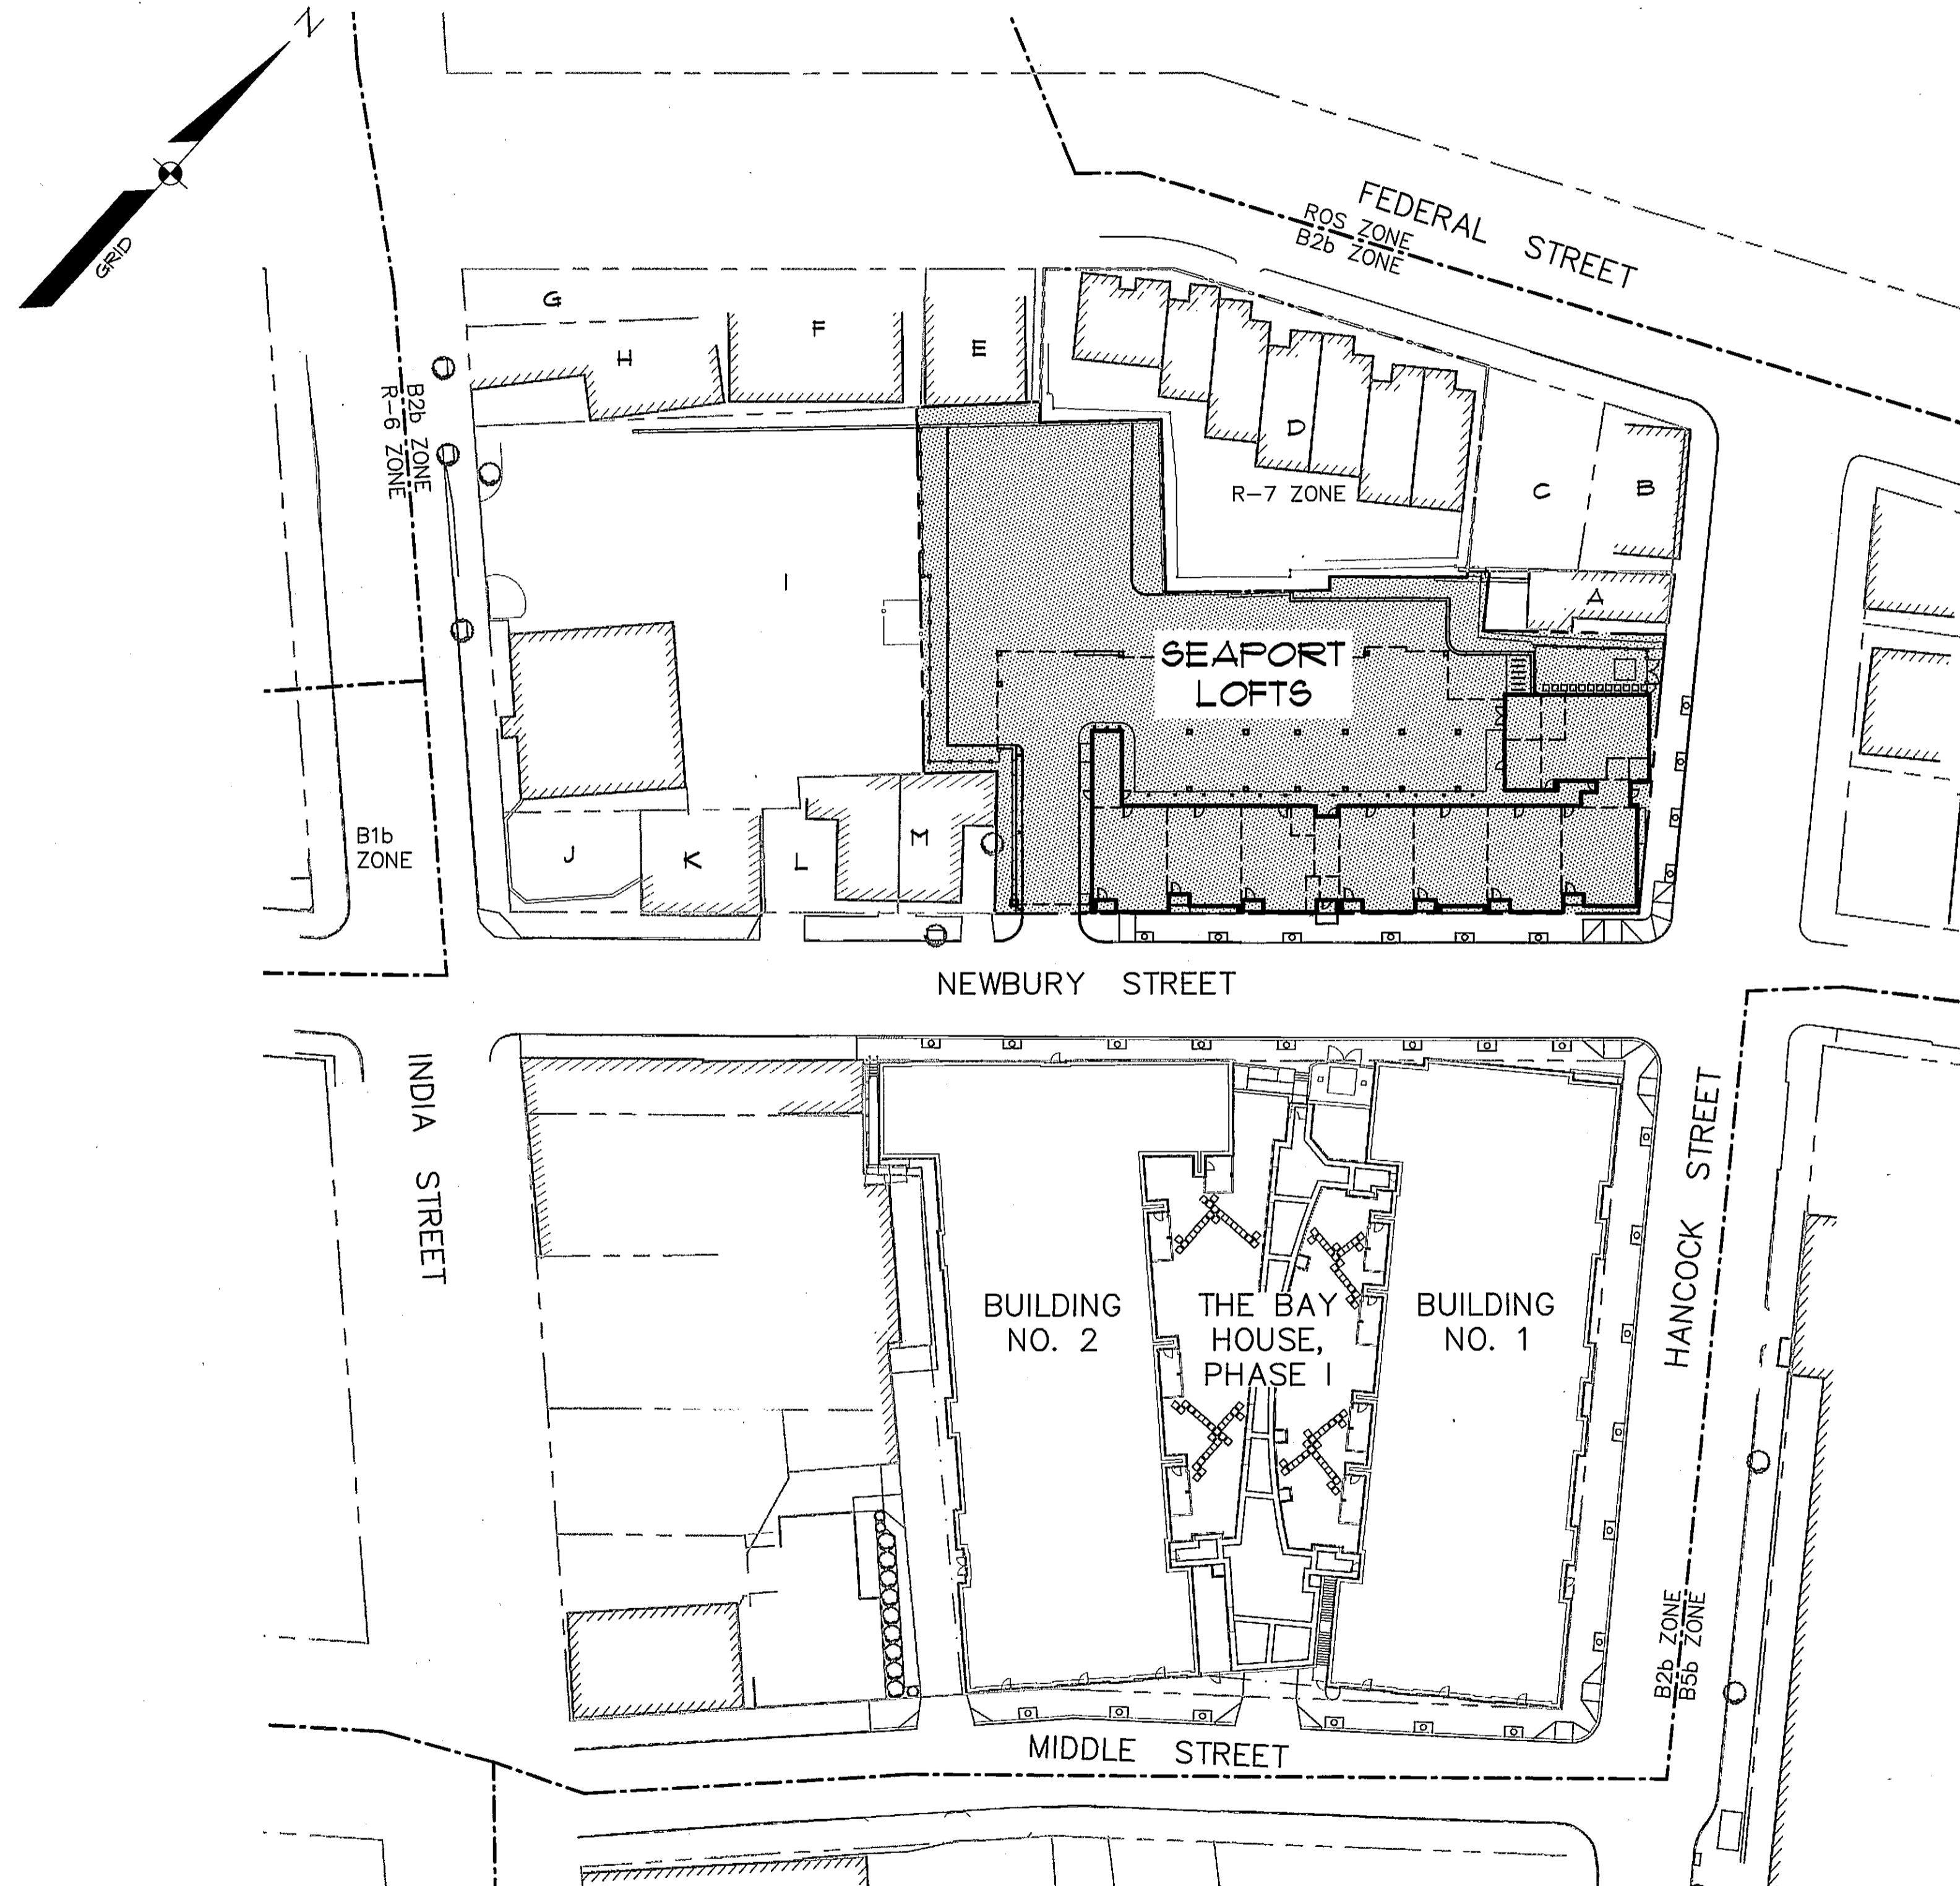 N
GRID
FEDERAL STREET
ROS ZONE
B2b ZONE
G
H
F
E
D
R-7 ZONE
C
B
A
B2b ZONE
R-6 ZONE
I
SEAPORT
LOFTS
B1b
ZONE
J
K
L
M
NEWBURY STREET
INDIA STREET
HANCOCK STREET
BUILDING
NO. 2
THE BAY
HOUSE,
PHASE I
BUILDING
NO. 1
B2b ZONE
B5b ZONE
MIDDLE STREET